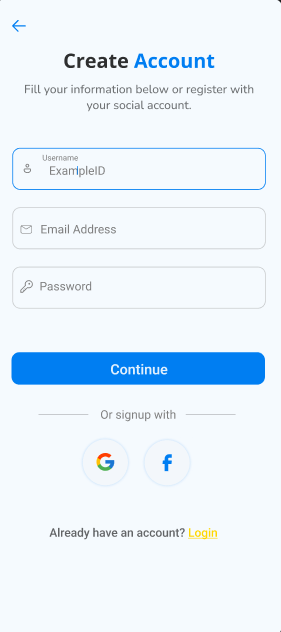 Create Account
Fill your information below or register with
your social account.
Username
ExampleID
Email Address
Password
Continue
Or signup with
Already have an account? Login